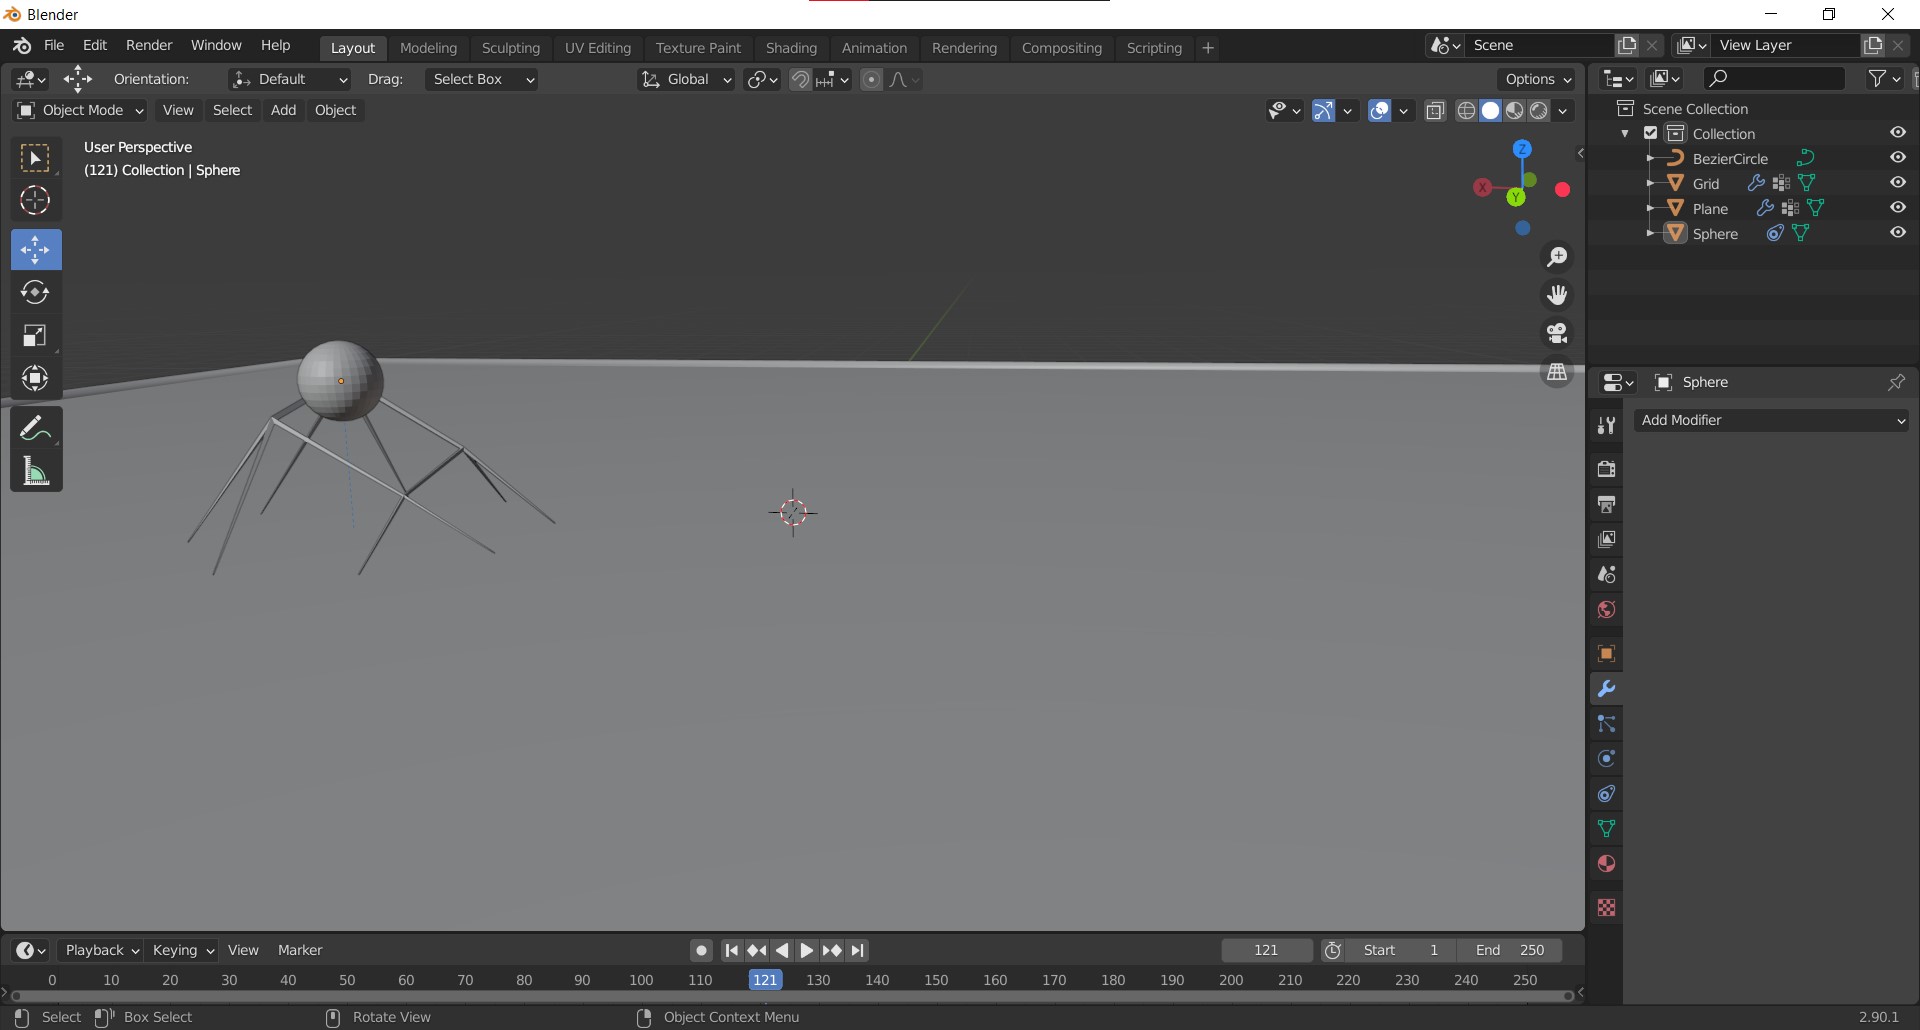 Blender
File Edit Render Window Help Layout Modeling Sculpting UV Editing Texture Paint Shading Animation Rendering Compositing Scripting + Scene View Layer
Orientation: Default Drag: Select Box Global Options
Object Mode View Select Add Object
User Perspective
(121) Collection | Sphere
Z
X
Y
Scene Collection
Collection
BezierCircle
Grid
Plane
Sphere
Sphere
Add Modifier
Playback Keying View Marker 121 Start 1 End 250
0 10 20 30 40 50 60 70 80 90 100 110 121 130 140 150 160 170 180 190 200 210 220 230 240 250
Select Box Select Rotate View Object Context Menu 2.90.1